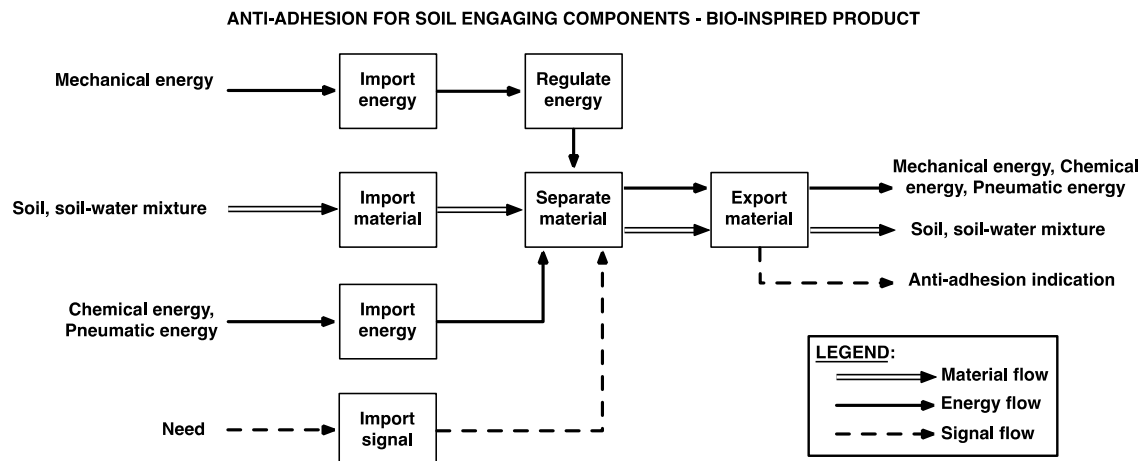 ANTI-ADHESION FOR SOIL ENGAGING COMPONENTS - BIO-INSPIRED PRODUCT
Mechanical energy
Import
energy
Regulate
energy
Soil, soil-water mixture
Import
material
Separate
material
Export
material
Mechanical energy, Chemical
energy, Pneumatic energy
Soil, soil-water mixture
Anti-adhesion indication
Chemical energy,
Pneumatic energy
Import
energy
Need
Import
signal
LEGEND:
Material flow
Energy flow
Signal flow